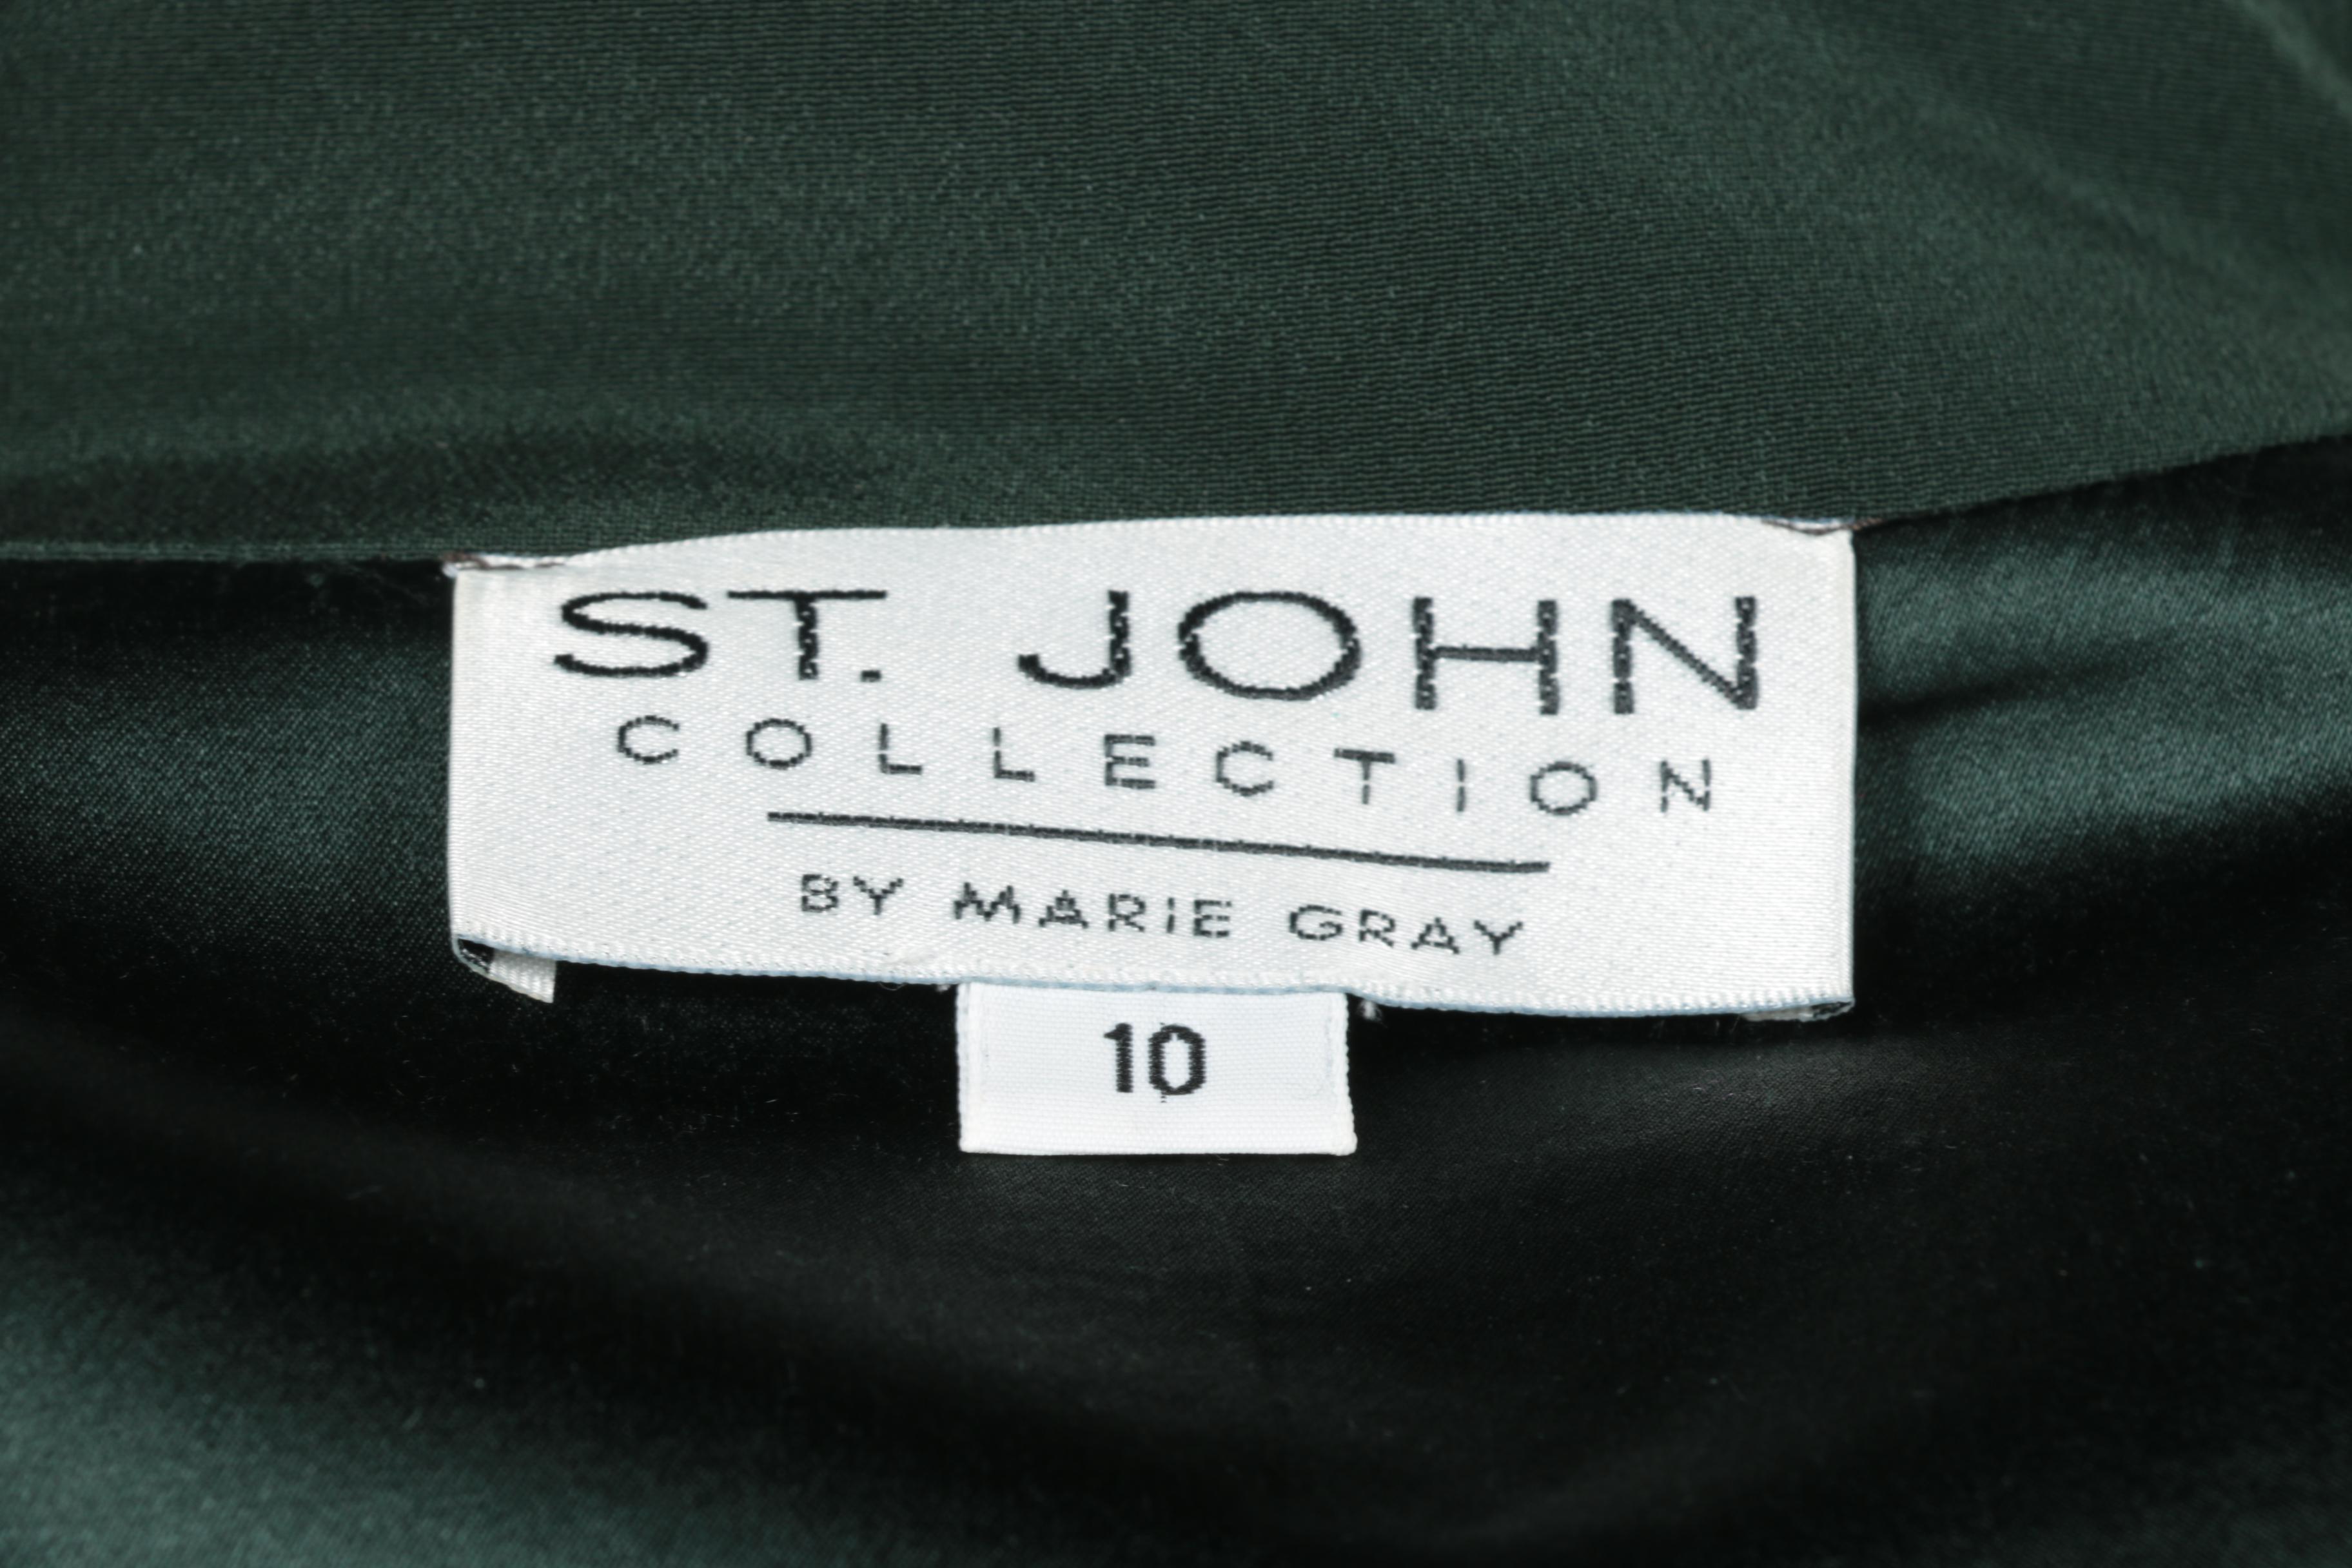 ST. JOHN
COLLECTION
BY MARIE GRAY
10